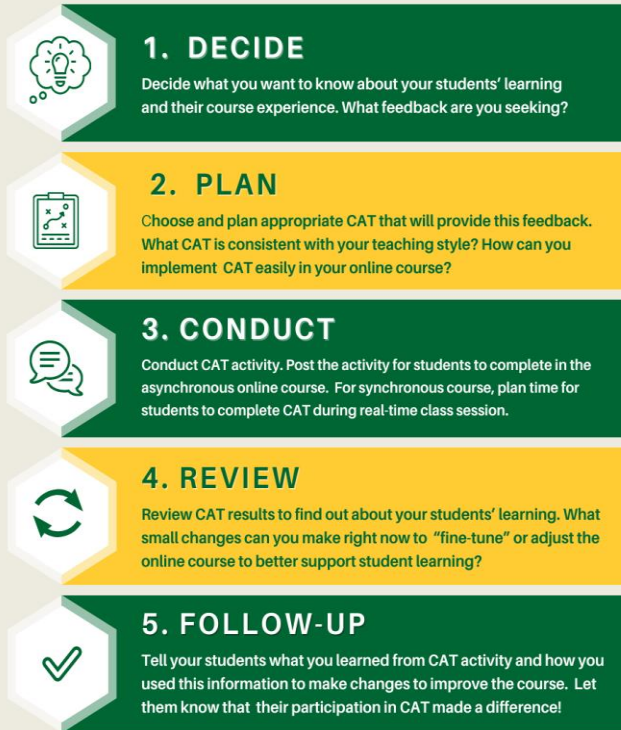 1. DECIDE
Decide what you want to know about your students' learning
and their course experience. What feedback are you seeking?
2. PLAN
Choose and plan appropriate CAT that will provide this feedback.
What CAT is consistent with your teaching style? How can you
implement CAT easily in your online course?
3. CONDUCT
Conduct CAT activity. Post the activity for students to complete in the
asynchronous online course. For synchronous course, plan time for
students to complete CAT during real-time class session.
4. REVIEW
Review CAT results to find out about your students' learning. What
small changes can you make right now to “fine-tune” or adjust the
online course to better support student learning?
5. FOLLOW-UP
Tell your students what you learned from CAT activity and how you
used this information to make changes to improve the course. Let
them know that their participation in CAT made a difference!